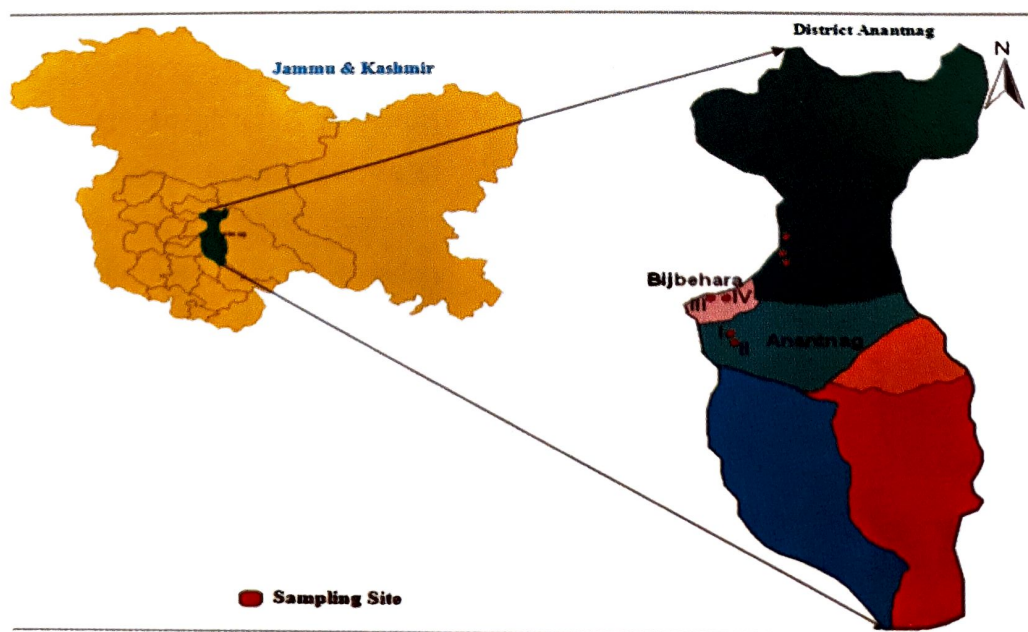 District Anantnag
N
Jammu & Kashmir
Bijbehara
III IV
I
Anantnag
II
Sampling Site